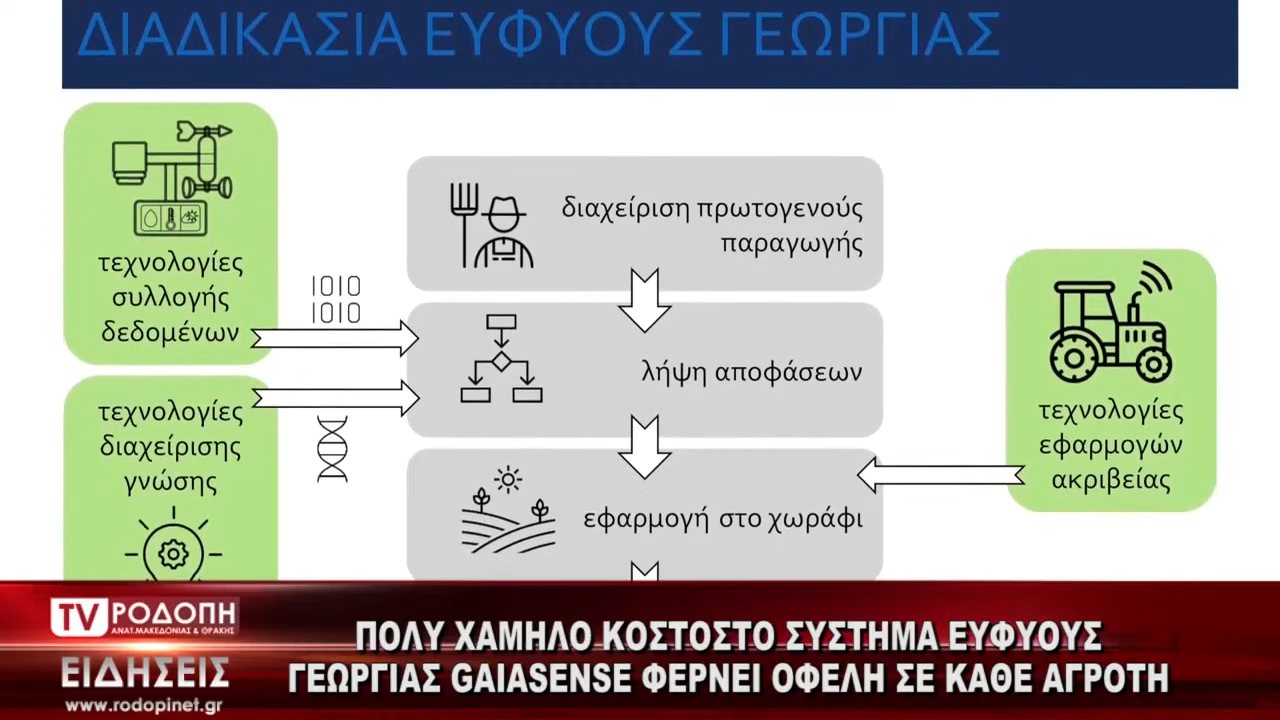 ΔΙΑΔΙΚΑΣΙΑ ΕΥΦΥΟΥΣ ΓΕΩΡΓΙΑΣ
τεχνολογίες
συλλογής
δεδομένων
1010
1010
τεχνολογίες
διαχείρισης
γνώσης
διαχείριση πρωτογενούς
παραγωγής
λήψη αποφάσεων
εφαρμογή στο χωράφι
τεχνολογίες
εφαρμογών
ακριβείας
TV ΡΟΔΟΠΗ
ΑΝΑΤ.ΜΑΚΕΔΟΝΙΑΣ & ΘΡΑΚΗΣ
ΕΙΔΗΣΕΙΣ
www.rodopinet.gr
ΠΟΛΥ ΧΑΜΗΛΟ ΚΟΣΤΟΣΤΟ ΣΥΣΤΗΜΑ ΕΥΦΥΟΥΣ
ΓΕΩΡΓΙΑΣ GAIASENSE ΦΕΡΝΕΙ ΟΦΕΛΗ ΣΕ ΚΑΘΕ ΑΓΡΟΤΗ